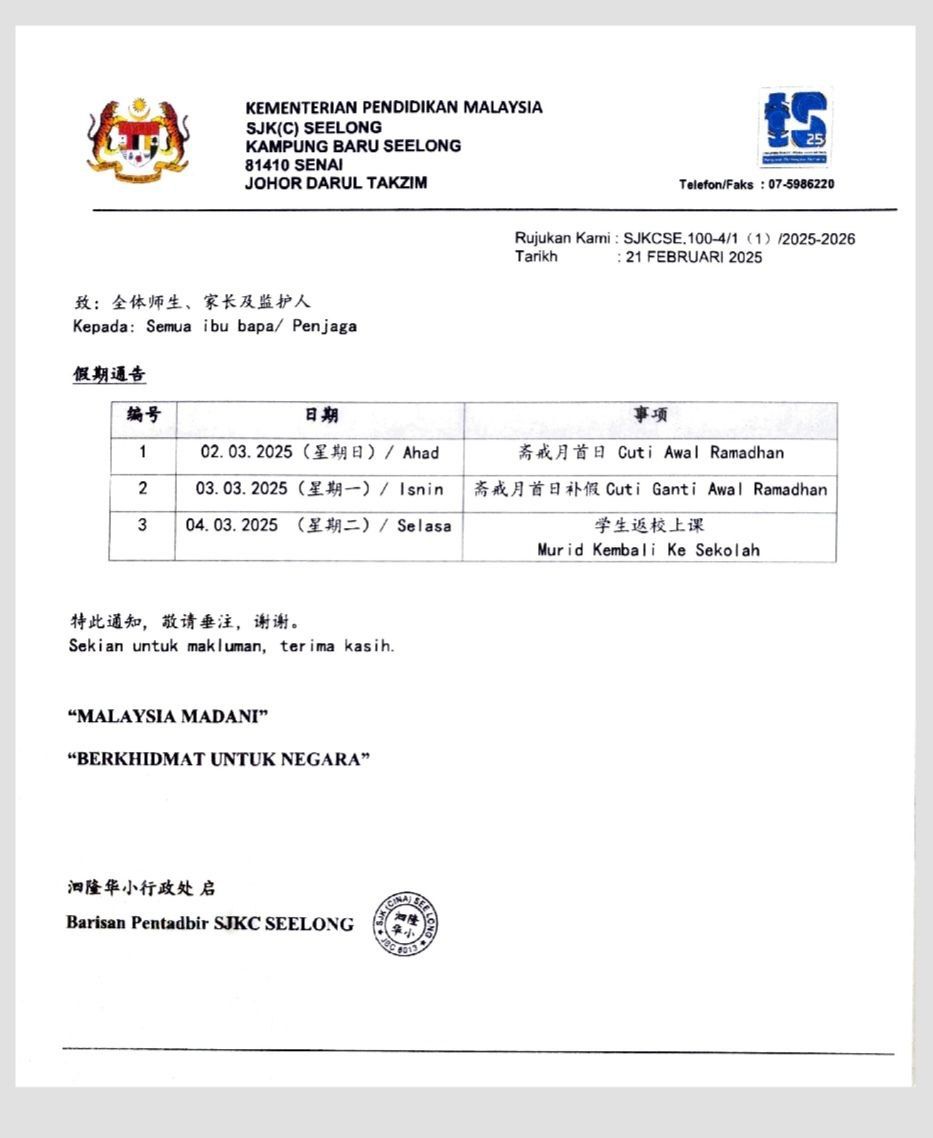 KEMENTERIAN PENDIDIKAN MALAYSIA
SJK(C) SEELONG
KAMPUNG BARU SEELONG
81410 SENAI
JOHOR DARUL TAKZIM
25
Telefon/Faks : 07-5986220
Rujukan Kami : SJKCSE.100-4/1（1）/2025-2026
Tarikh : 21 FEBRUARI 2025
致：全体师生、家长及监护人
Kepada: Semua ibu bapa/ Penjaga
假期通告
编号 日期 事项
1 02.03.2025（星期日）/ Ahad 斋戒月首日 Cuti Awal Ramadhan
2 03.03.2025（星期一）/ Isnin 斋戒月首日补假 Cuti Ganti Awal Ramadhan
3 04.03.2025 （星期二）/ Selasa 学生返校上课
Murid Kembali Ke Sekolah
特此通知，敬请垂注，谢谢。
Sekian untuk makluman, terima kasih.
“MALAYSIA MADANI”
“BERKHIDMAT UNTUK NEGARA”
泗隆华小行政处 启
Barisan Pentadbir SJKC SEELONG
SJK (CINA) SEELONG
泗隆
华小
JBC 6013